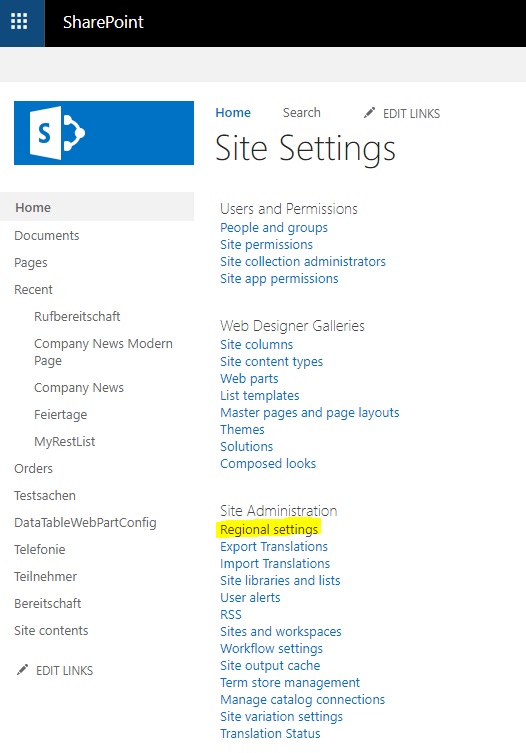 SharePoint
S
Home
Search
EDIT LINKS
Site Settings
Home
Documents
Pages
Recent
Rufbereitschaft
Company News Modern
Page
Company News
Feiertage
MyRestList
Orders
Testsachen
DataTableWebPartConfig
Telefonie
Teilnehmer
Bereitschaft
Site contents
EDIT LINKS
Users and Permissions
People and groups
Site permissions
Site collection administrators
Site app permissions
Web Designer Galleries
Site columns
Site content types
Web parts
List templates
Master pages and page layouts
Themes
Solutions
Composed looks
Site Administration
Regional settings
Export Translations
Import Translations
Site libraries and lists
User alerts
RSS
Sites and workspaces
Workflow settings
Site output cache
Term store management
Manage catalog connections
Site variation settings
Translation Status